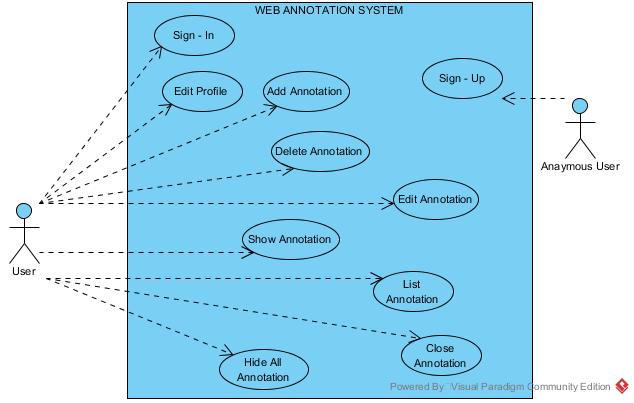 WEB ANNOTATION SYSTEM
Sign - In
Sign - Up
Edit Profile
Add Annotation
Delete Annotation
Anaymous User
Edit Annotation
Show Annotation
User
List
Annotation
Close
Annotation
Hide All
Annotation
Powered By Visual Paradigm Community Edition